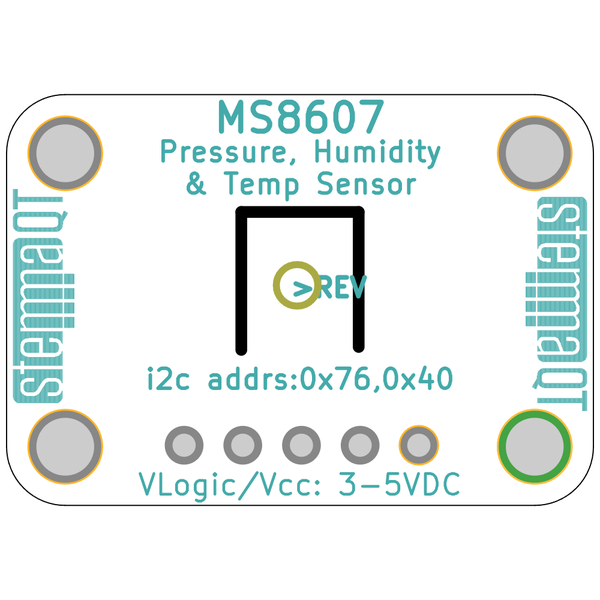 MS8607
Pressure, Humidity
& Temp Sensor
stemmaQT
stemmaQT
>REV
i2c addrs:0x76,0x40
VLogic/Vcc: 3-5VDC